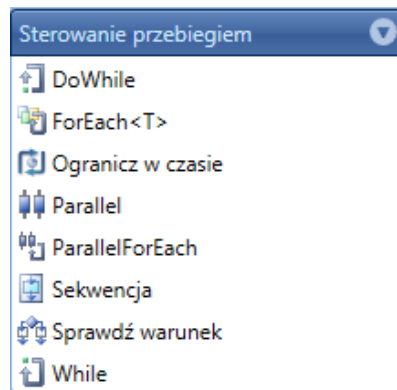 Sterowanie przebiegiem
DoWhile
ForEach<T>
Ogranicz w czasie
Parallel
ParallelForEach
Sekwencja
Sprawdź warunek
While